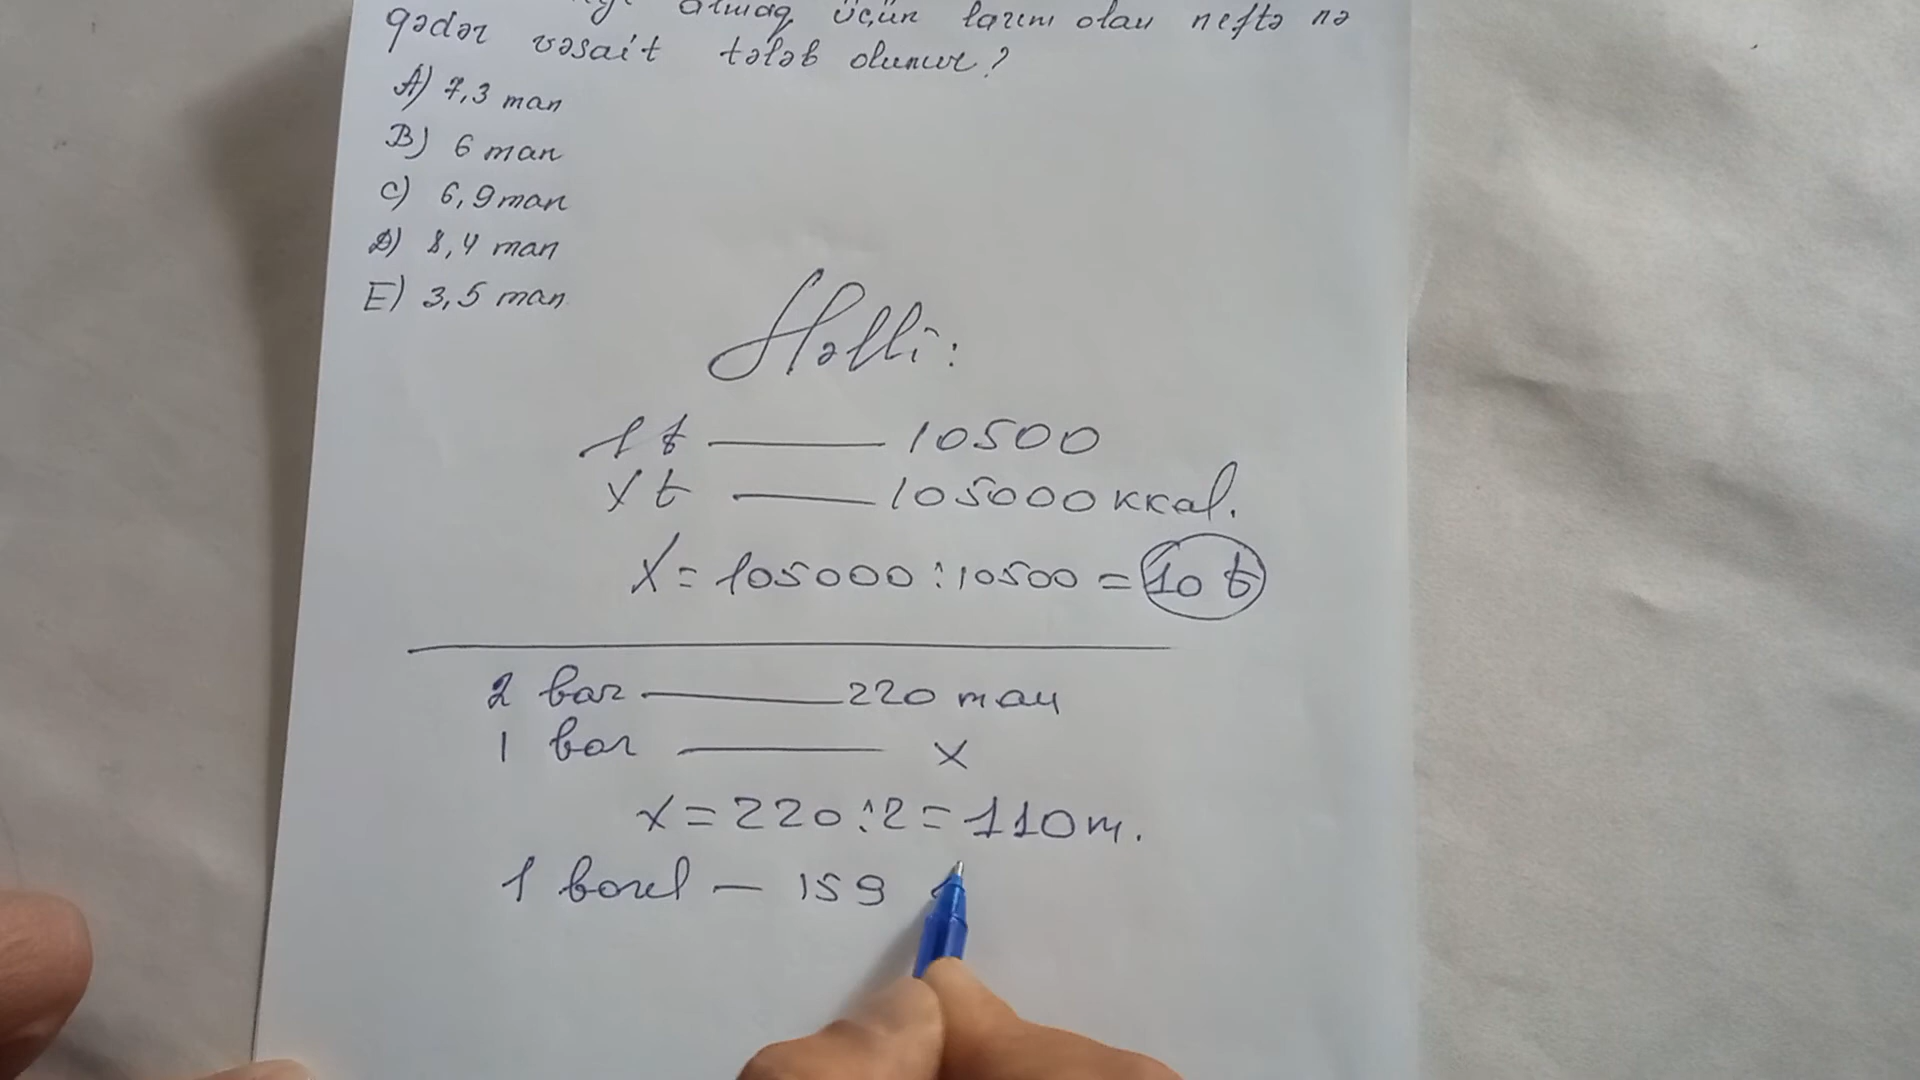 almaq üçün lazım olan neftə nə
qədər vəsait tələb olunur?
A) 7,3 man
B) 6 man
C) 6,9 man
D) 8,4 man
E) 3,5 man
Həlli:
1 t — 10500
x t — 105000 kkal.
X = 105000 : 10500 = 10 t
2 bar — 220 man
1 bar — x
x = 220 : 2 = 110 m.
1 barel — 159